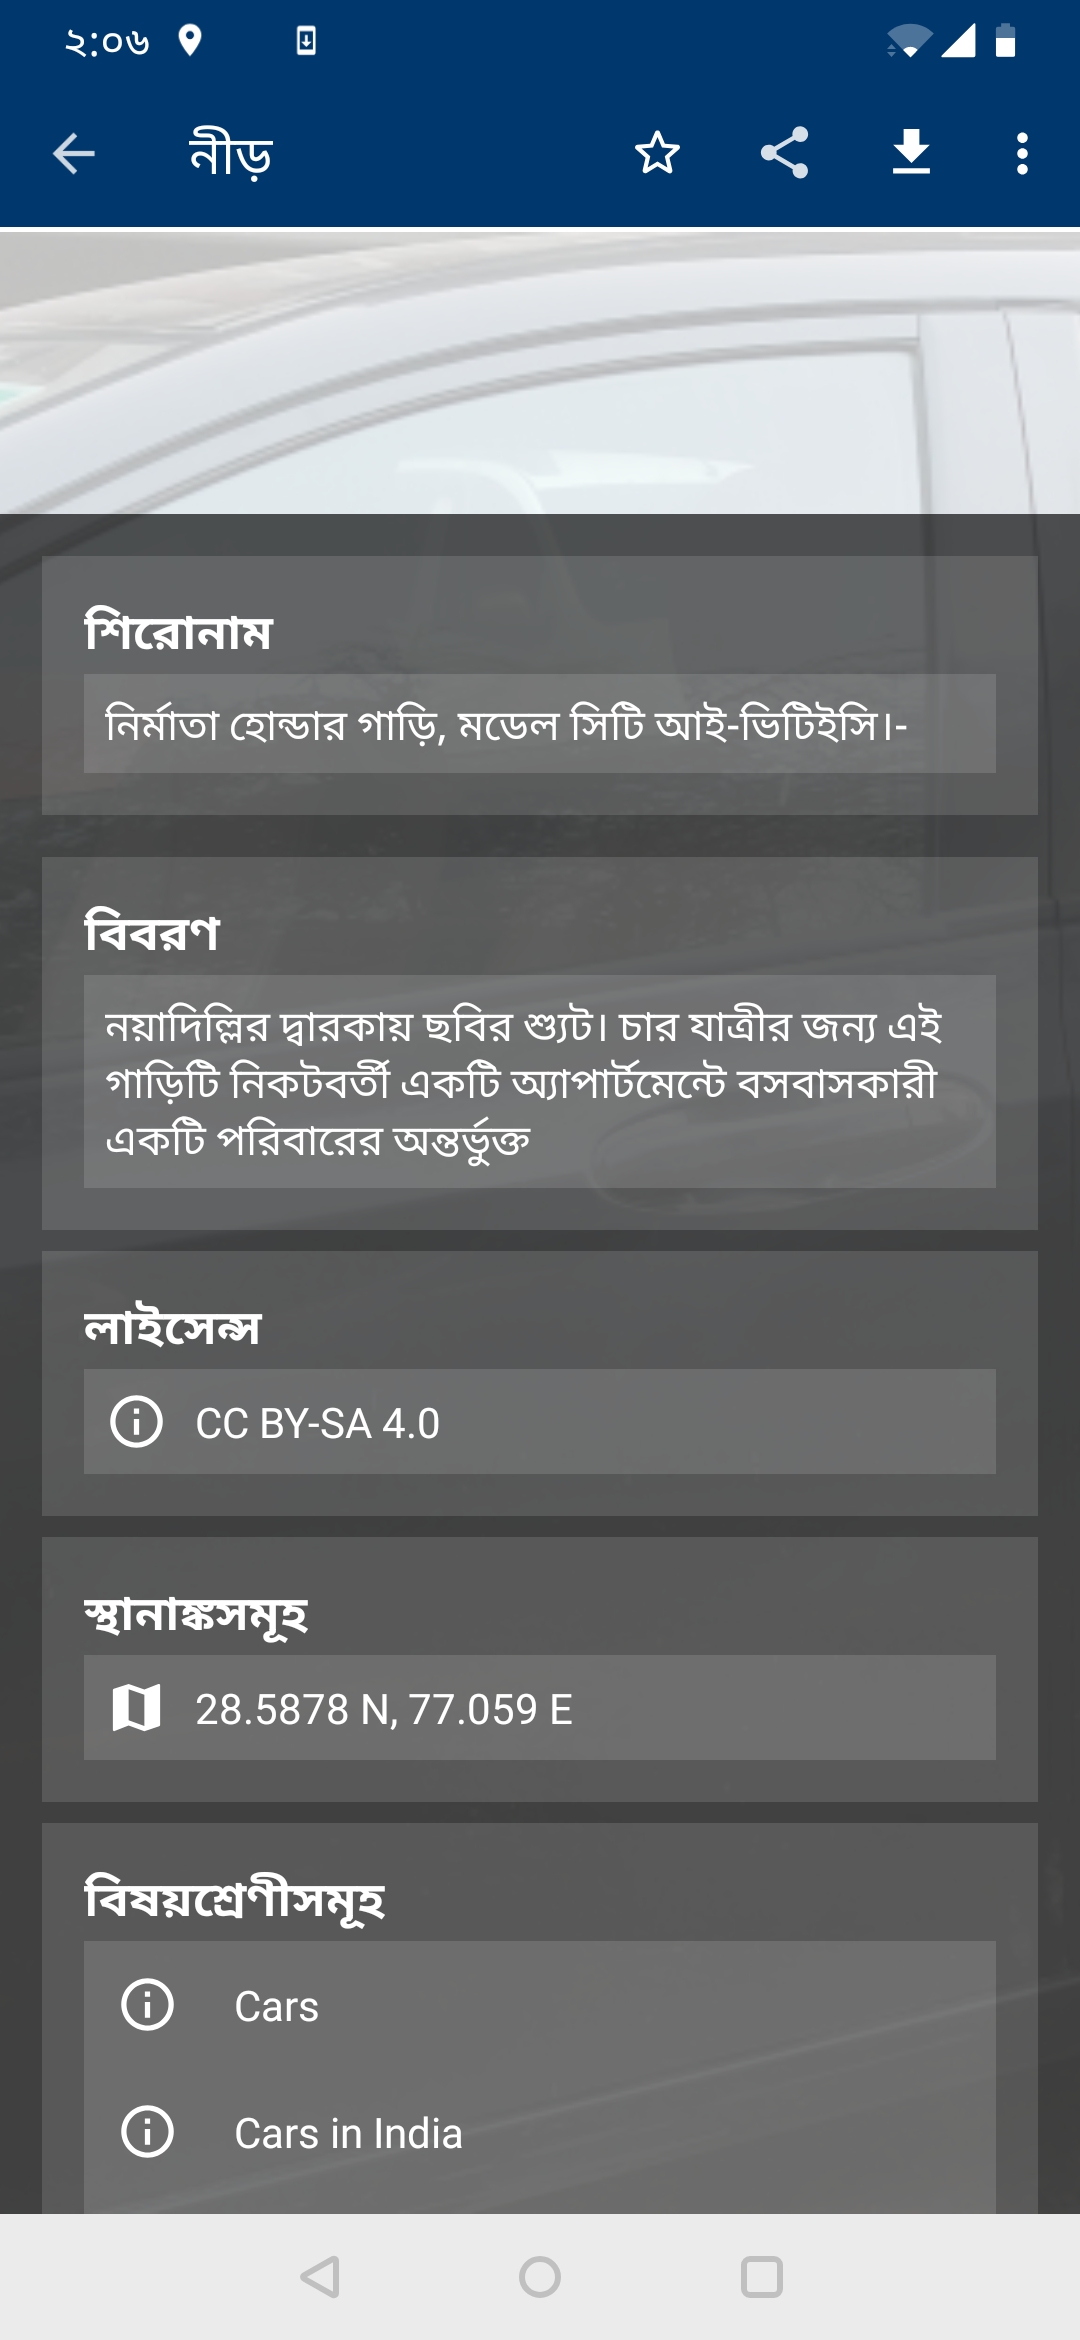 ২:০৬
নীড়
শিরোনাম
নির্মাতা হোন্ডার গাড়ি, মডেল সিটি আই-ভিটিইসি।-
বিবরণ
নয়াদিল্লির দ্বারকায় ছবির শ্যুট। চার যাত্রীর জন্য এই
গাড়িটি নিকটবর্তী একটি অ্যাপার্টমেন্টে বসবাসকারী
একটি পরিবারের অন্তর্ভুক্ত
লাইসেন্স
CC BY-SA 4.0
স্থানাঙ্কসমূহ
28.5878 N, 77.059 E
বিষয়শ্রেণীসমূহ
Cars
Cars in India